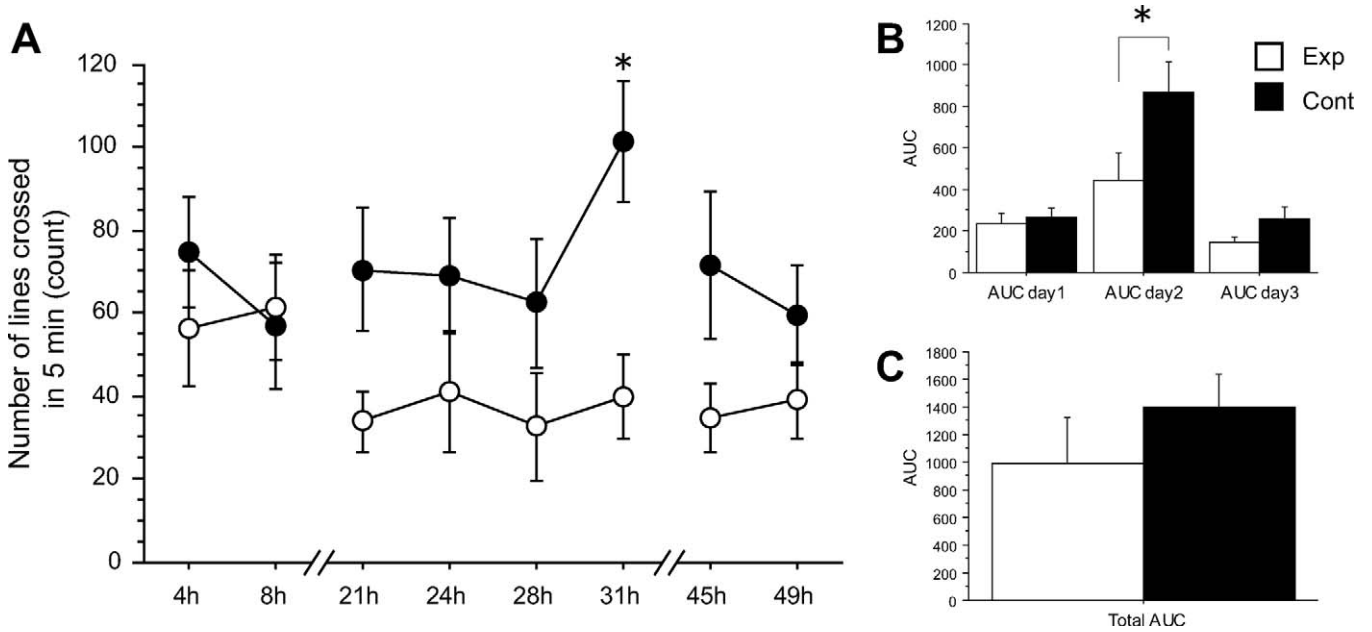 A
Number of lines crossed
in 5 min (count)
120
100
80
60
40
20
0
*
4h 8h 21h 24h 28h 31h 45h 49h
B
AUC
1200
1000
800
600
400
200
0
*
Exp
Cont
AUC day1 AUC day2 AUC day3
C
AUC
1800
1600
1400
1200
1000
800
600
400
200
0
Total AUC